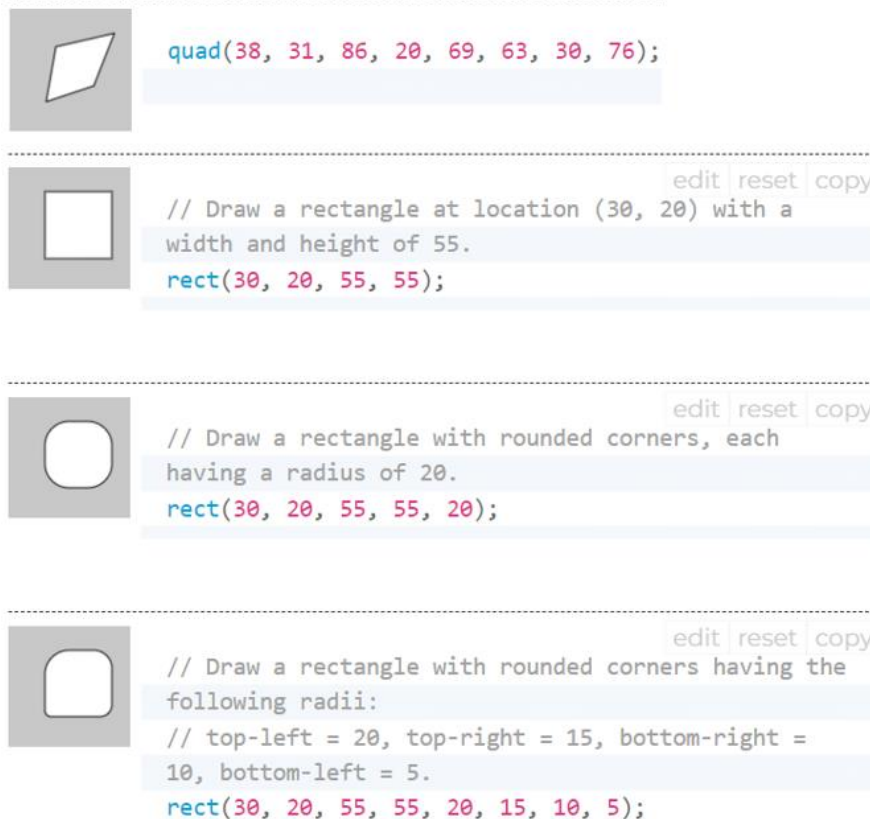 quad(38, 31, 86, 20, 69, 63, 30, 76);
edit reset copy
// Draw a rectangle at location (30, 20) with a
width and height of 55.
rect(30, 20, 55, 55);
edit reset copy
// Draw a rectangle with rounded corners, each
having a radius of 20.
rect(30, 20, 55, 55, 20);
edit reset copy
// Draw a rectangle with rounded corners having the
following radii:
// top-left = 20, top-right = 15, bottom-right =
10, bottom-left = 5.
rect(30, 20, 55, 55, 20, 15, 10, 5);